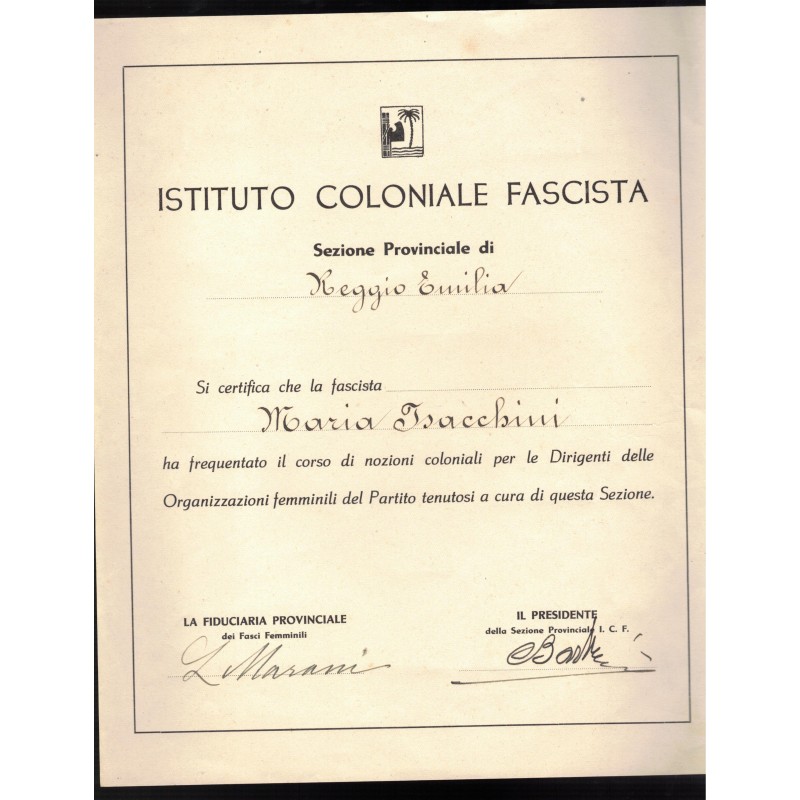 ISTITUTO COLONIALE FASCISTA
Sezione Provinciale di
Reggio Emilia
Si certifica che la fascista
Maria Isacchini
ha frequentato il corso di nozioni coloniali per le Dirigenti delle
Organizzazioni femminili del Partito tenutosi a cura di questa Sezione.
LA FIDUCIARIA PROVINCIALE
dei Fasci Femminili
L Marani
IL PRESIDENTE
della Sezione Provinciale I. C. F.